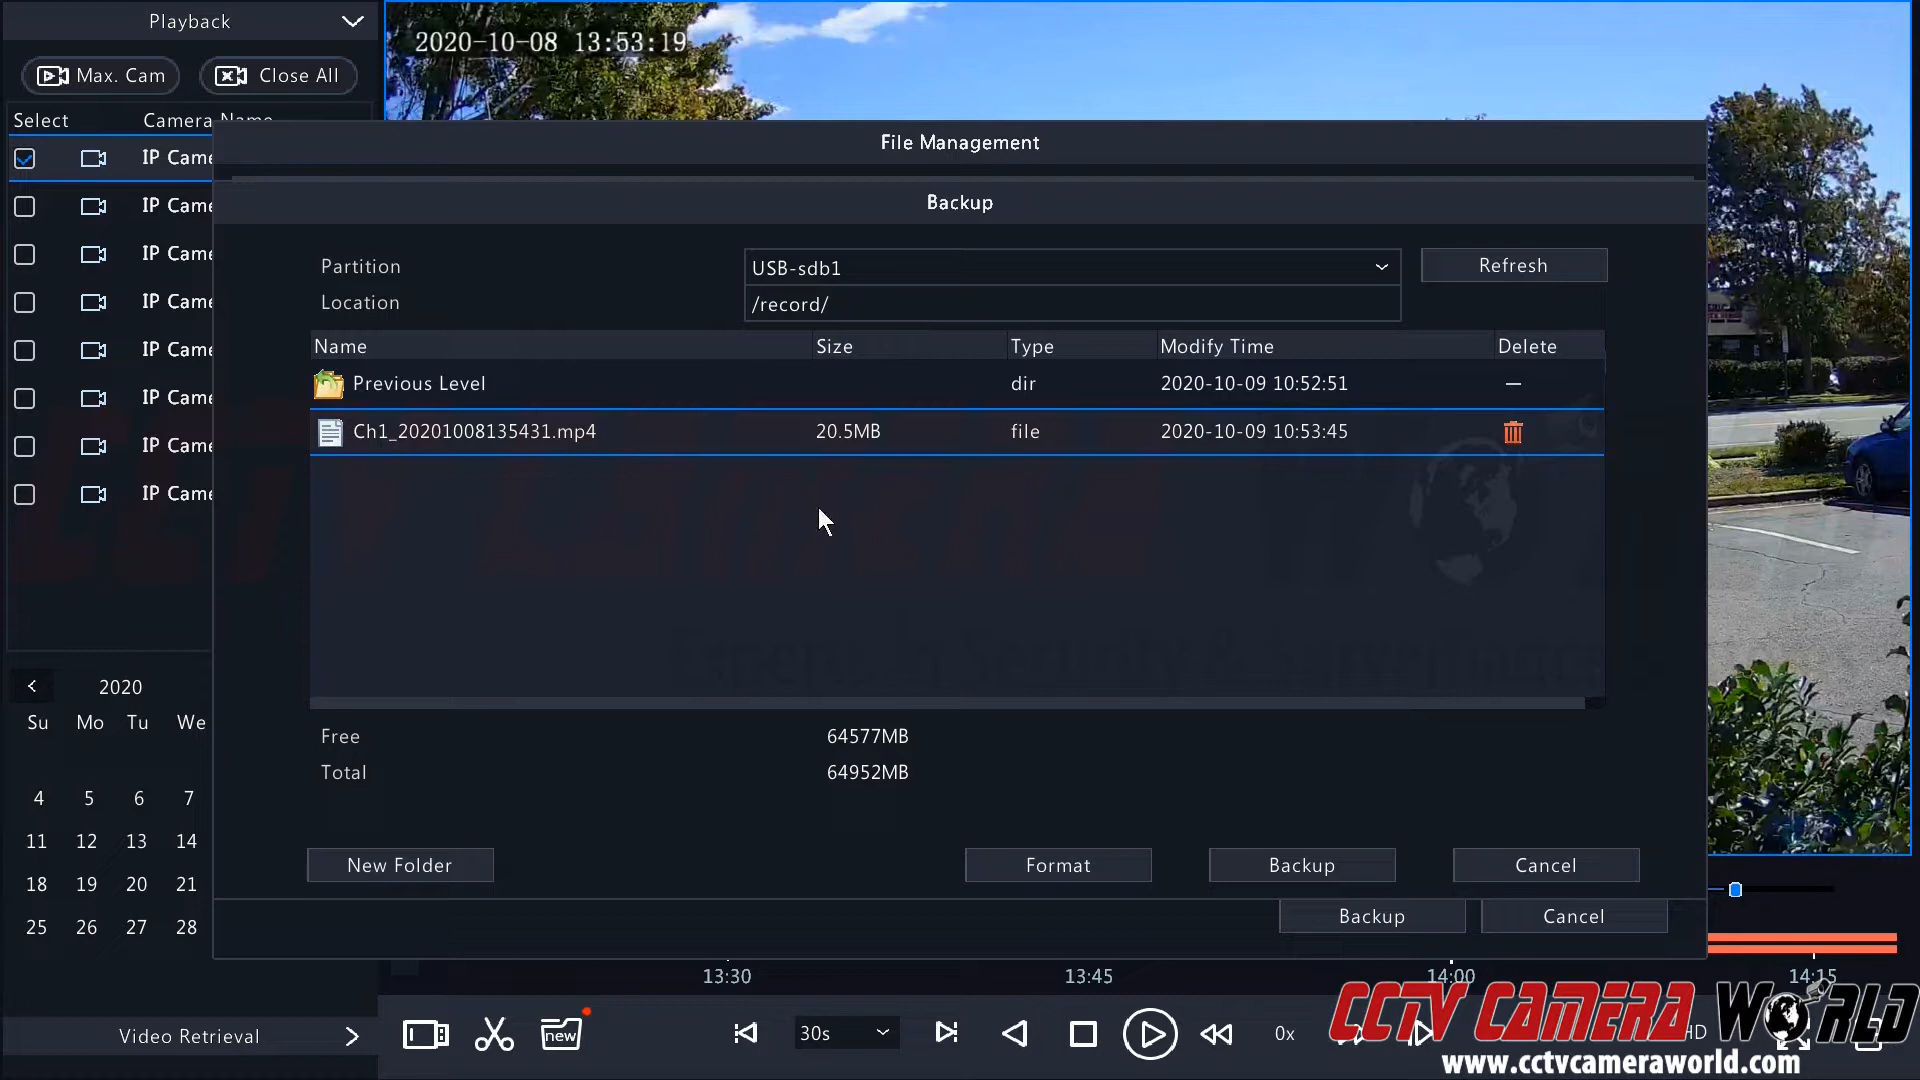 Playback
2020-10-08 13:53:19
Max. Cam
Close All
Select
Camera Name
IP Came
IP Came
IP Came
IP Came
IP Came
IP Came
IP Came
IP Came
File Management
Backup
Partition
USB-sdb1
Refresh
Location
/record/
Name Size Type Modify Time Delete
Previous Level dir 2020-10-09 10:52:51 —
Ch1_20201008135431.mp4 20.5MB file 2020-10-09 10:53:45
Free 64577MB
Total 64952MB
New Folder
Format
Backup
Cancel
Backup
Cancel
< 2020
Su Mo Tu We
4 5 6 7
11 12 13 14
18 19 20 21
25 26 27 28
13:30 13:45 14:00 14:15
Video Retrieval
new
30s
0x
HD
CCTV CAMERA WORLD
www.cctvcameraworld.com